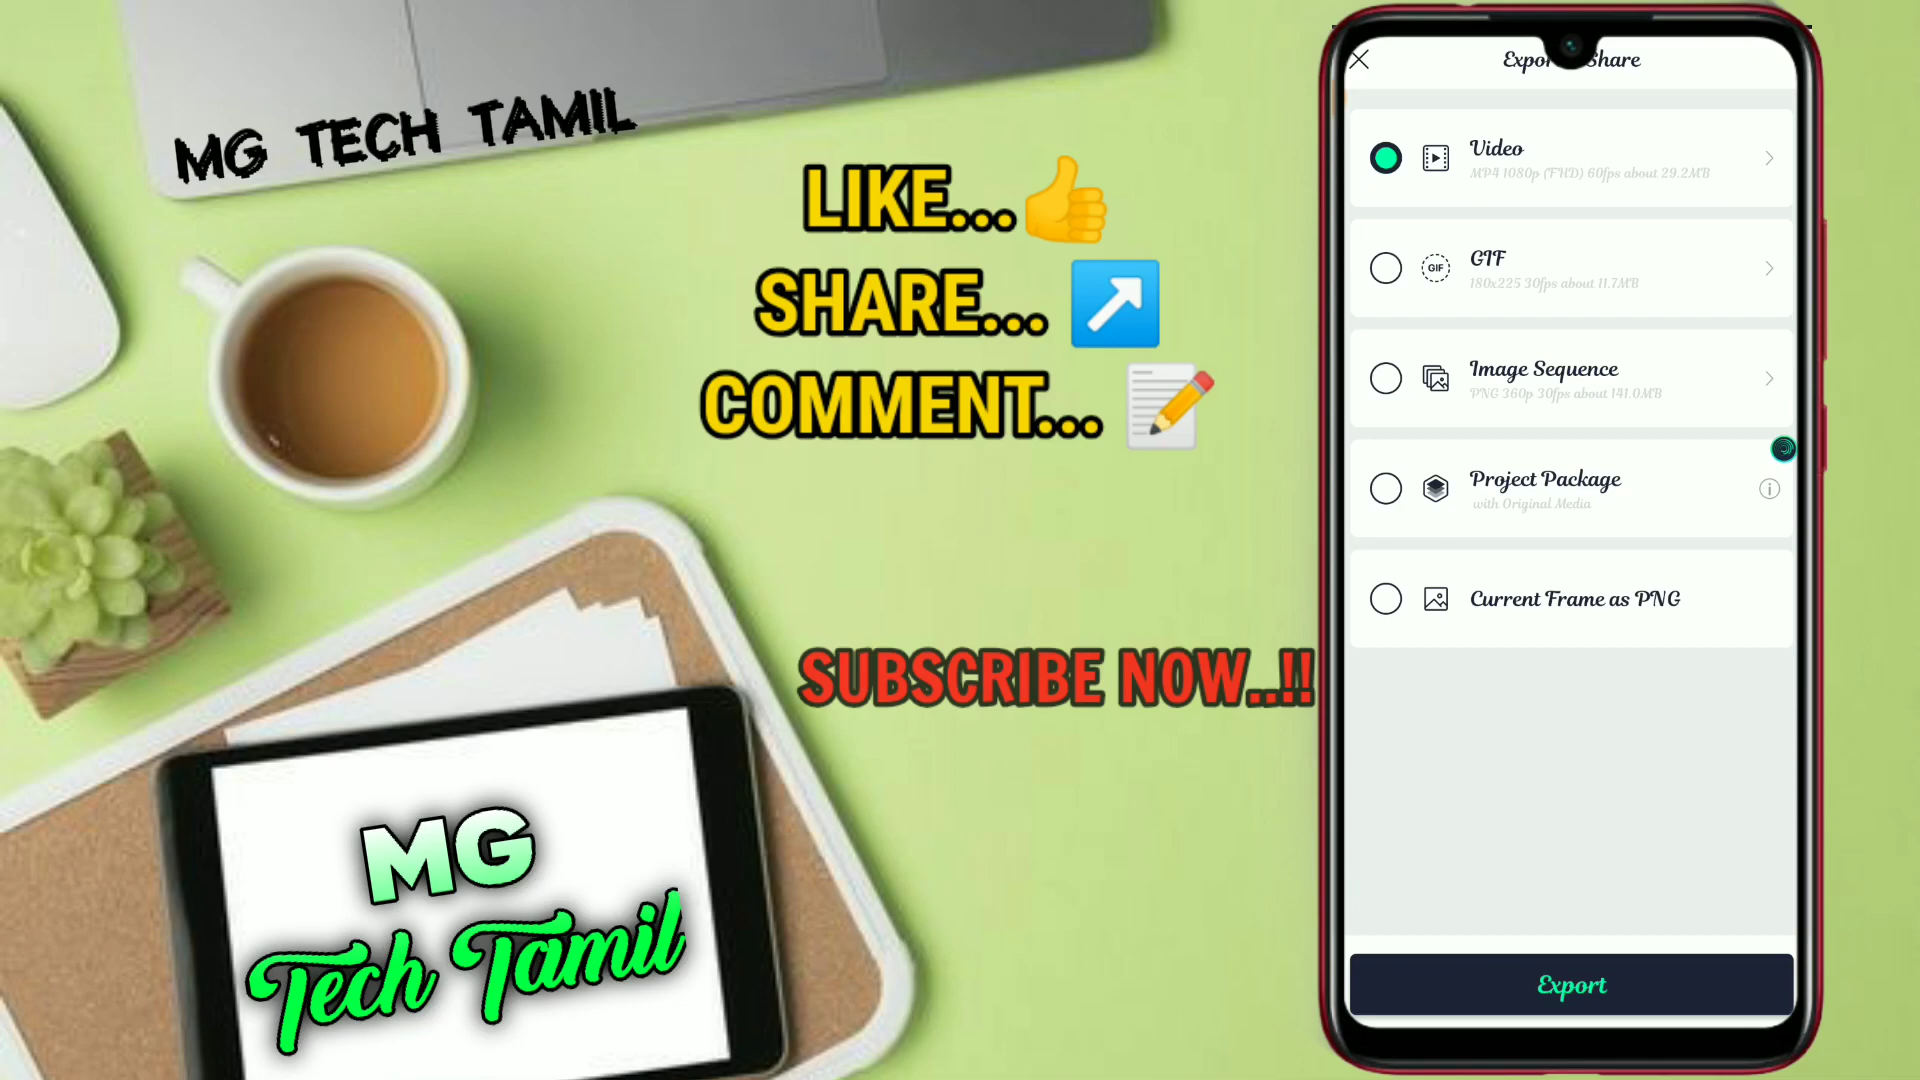 MG TECH TAMIL
LIKE...
SHARE...
COMMENT...
SUBSCRIBE NOW..!!
MG
Tech Tamil
Export Share
Video
MP4 1080p (FHD) 60fps about 29.2MB
GIF
GIF
180x225 30fps about 11.7MB
Image Sequence
PNG 360p 30fps about 141.0MB
Project Package
with Original Media
Current Frame as PNG
Export